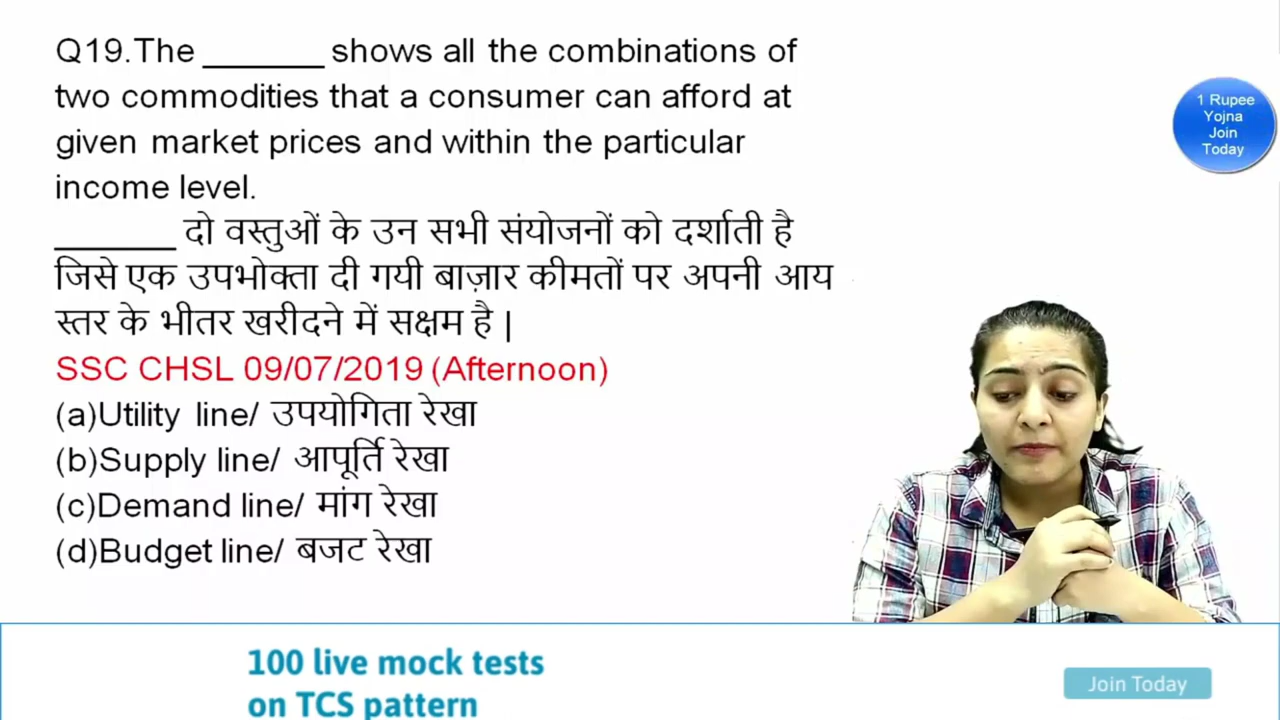 Q19.The _______ shows all the combinations of
two commodities that a consumer can afford at
given market prices and within the particular
income level.
_______ दो वस्तुओं के उन सभी संयोजनों को दर्शाती है
जिसे एक उपभोक्ता दी गयी बाज़ार कीमतों पर अपनी आय
स्तर के भीतर खरीदने में सक्षम है |
SSC CHSL 09/07/2019 (Afternoon)
(a)Utility line/ उपयोगिता रेखा
(b)Supply line/ आपूर्ति रेखा
(c)Demand line/ मांग रेखा
(d)Budget line/ बजट रेखा
1 Rupee
Yojna
Join
Today
100 live mock tests
on TCS pattern
Join Today